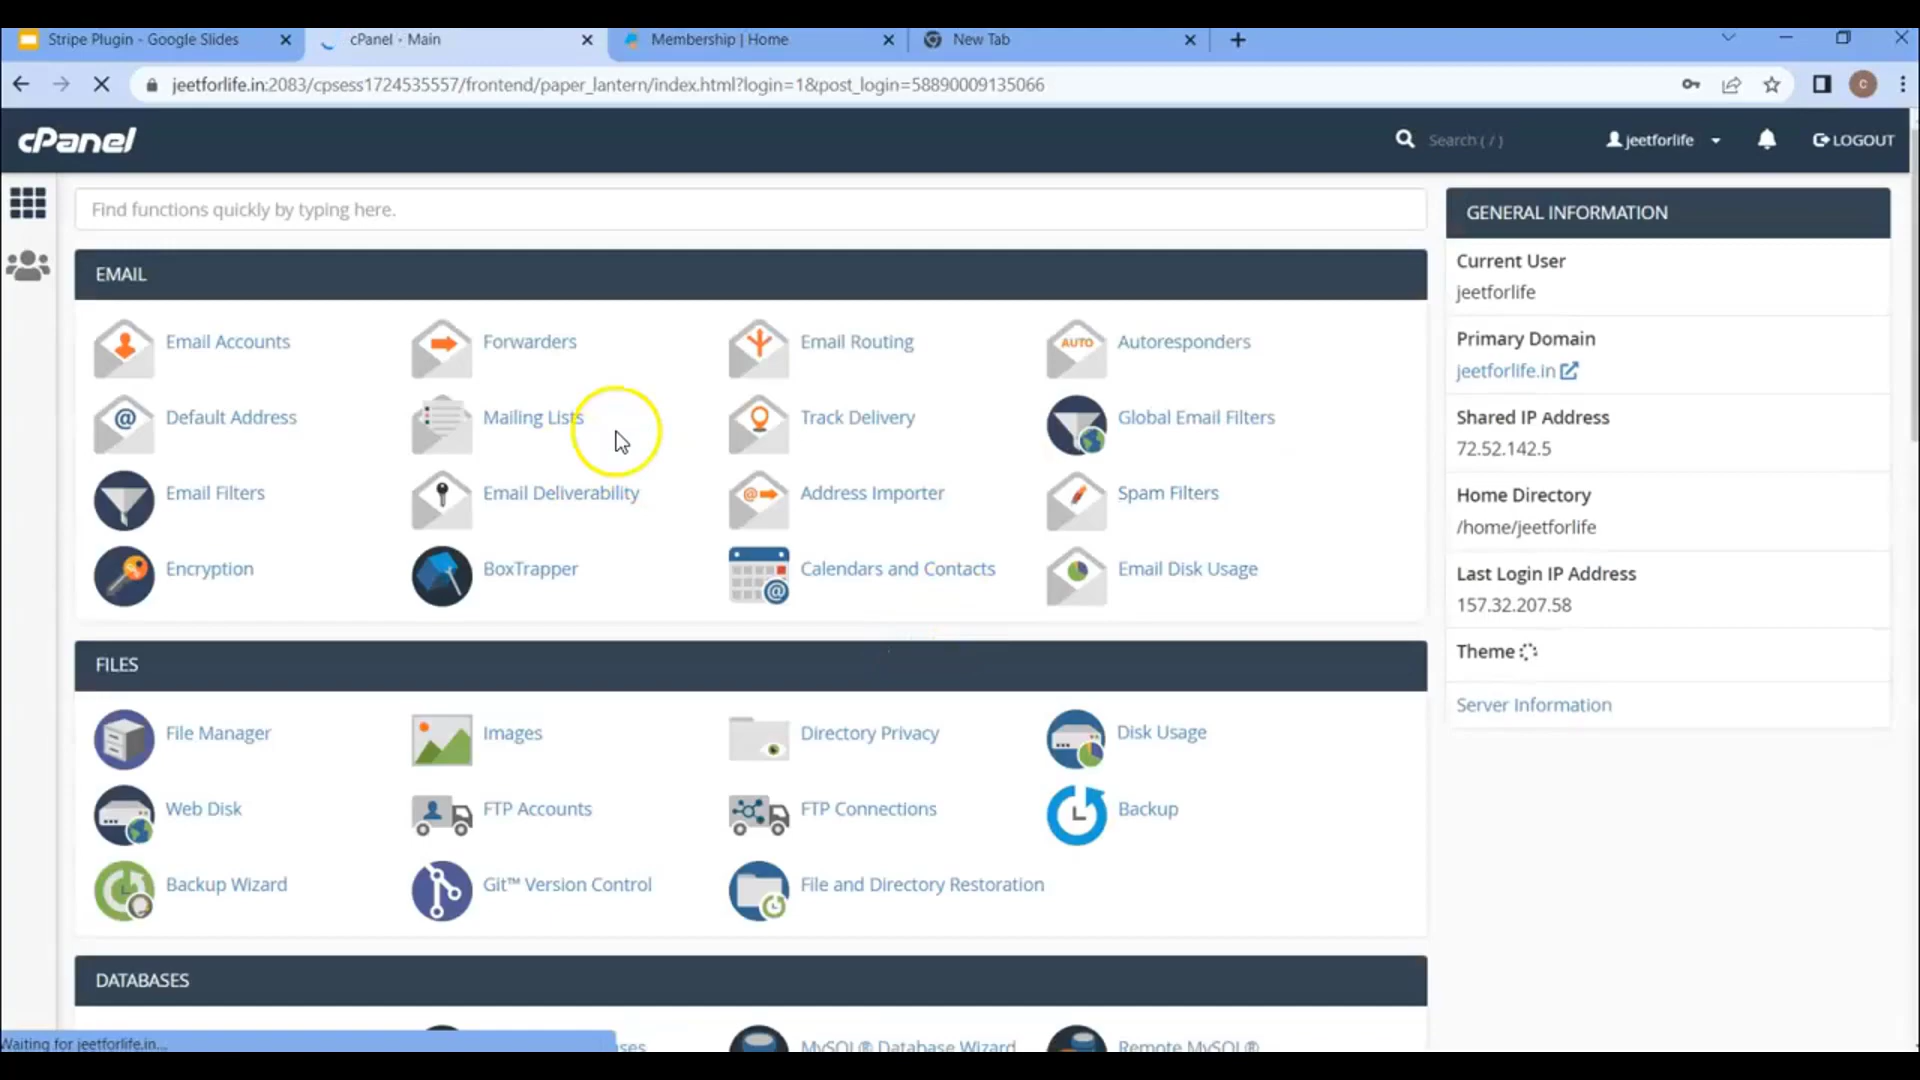 Stripe Plugin - Google Slides
cPanel - Main
Membership | Home
New Tab
jeetforlife.in:2083/cpsess1724535557/frontend/paper_lantern/index.html?login=1&post_login=58890009135066
C
cPanel
Search ( / )
jeetforlife
LOGOUT
Find functions quickly by typing here.
GENERAL INFORMATION
Current User
jeetforlife
Primary Domain
jeetforlife.in
Shared IP Address
72.52.142.5
Home Directory
/home/jeetforlife
Last Login IP Address
157.32.207.58
Theme
Server Information
EMAIL
Email Accounts
Forwarders
Email Routing
AUTO
Autoresponders
Default Address
Mailing Lists
Track Delivery
Global Email Filters
Email Filters
Email Deliverability
Address Importer
Spam Filters
Encryption
BoxTrapper
Calendars and Contacts
Email Disk Usage
FILES
File Manager
Images
Directory Privacy
Disk Usage
Web Disk
FTP Accounts
FTP Connections
Backup
Backup Wizard
Git™ Version Control
File and Directory Restoration
DATABASES
MySQL® Database Wizard
Remote MySQL®
Waiting for jeetforlife.in...